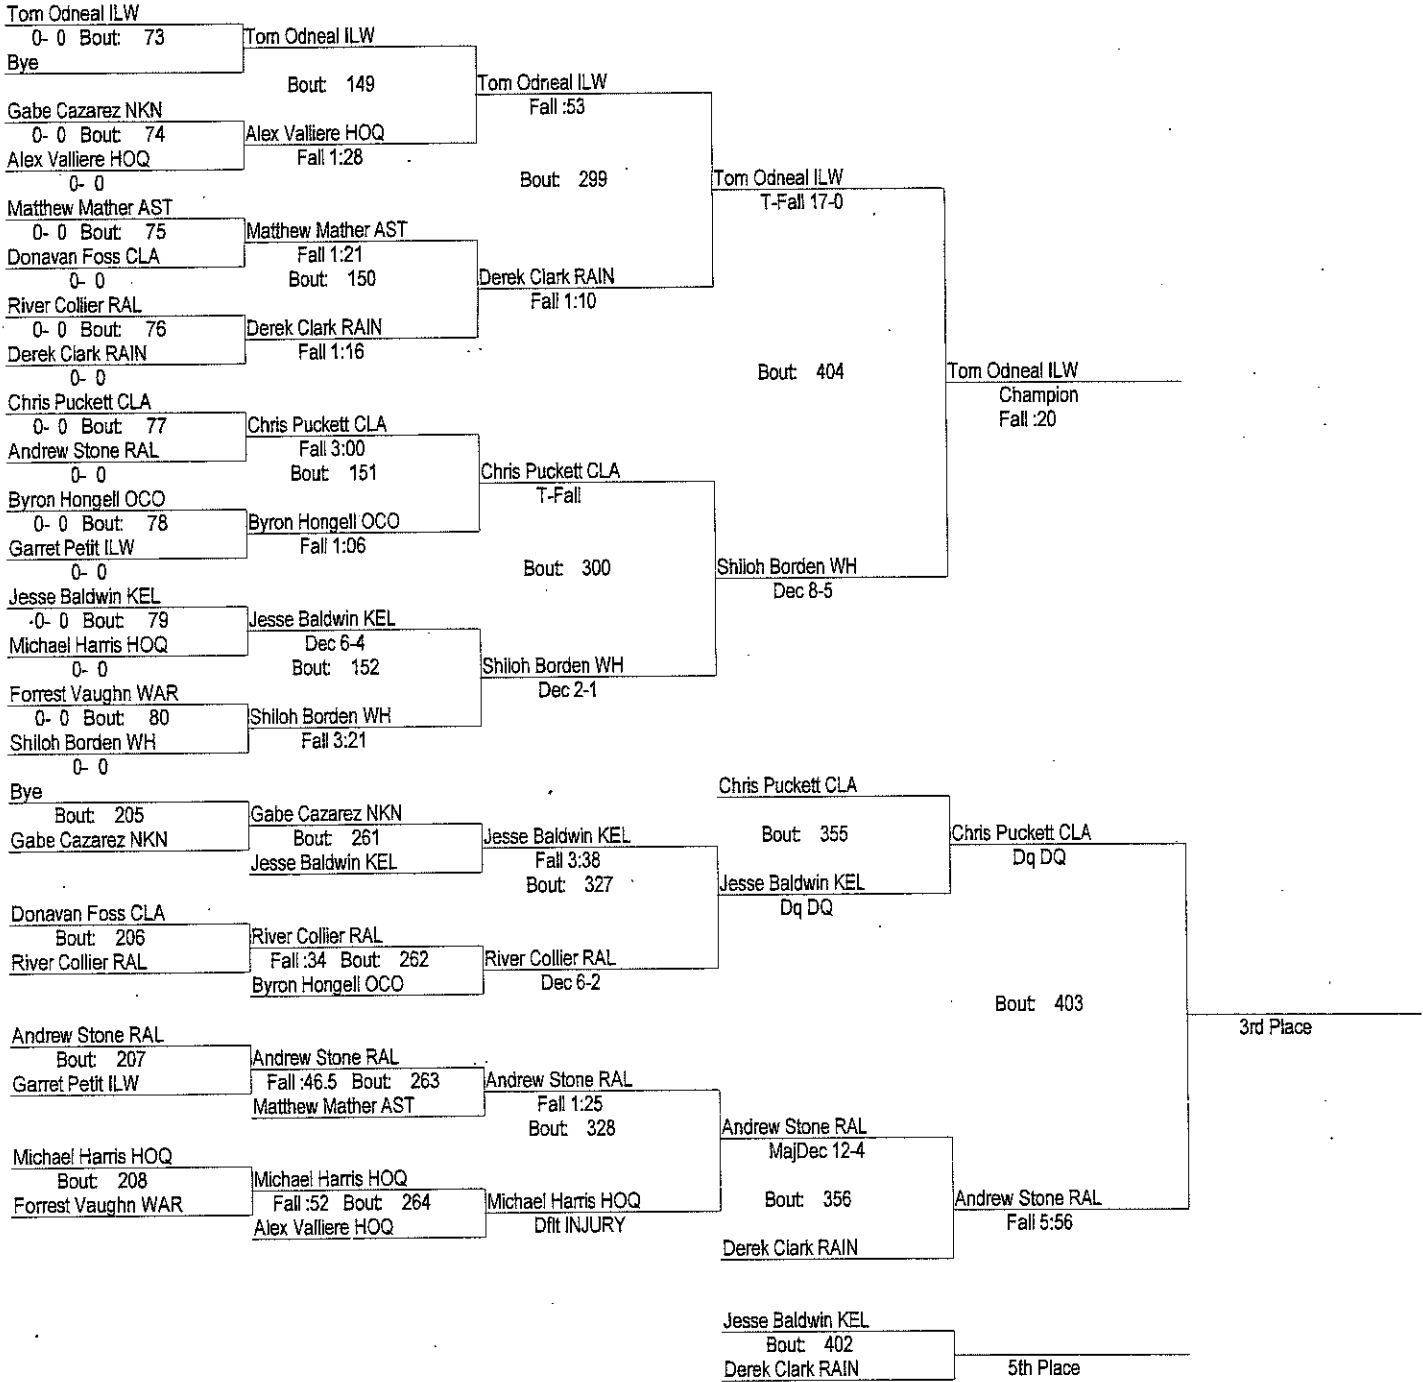 Tom Odneal ILW
0- 0 Bout: 73
Bye
Tom Odneal ILW
Bout: 149
Gabe Cazarez NKN
0- 0 Bout: 74
Alex Valliere HOQ
0- 0
Alex Valliere HOQ
Fall 1:28
Tom Odneal ILW
Fall :53
Bout: 299
Matthew Mather AST
0- 0 Bout: 75
Donavan Foss CLA
0- 0
Matthew Mather AST
Fall 1:21
Bout: 150
River Collier RAL
0- 0 Bout: 76
Derek Clark RAIN
0- 0
Derek Clark RAIN
Fall 1:16
Derek Clark RAIN
Fall 1:10
Tom Odneal ILW
T-Fall 17-0
Bout: 404
Tom Odneal ILW
Champion
Fall :20
Chris Puckett CLA
0- 0 Bout: 77
Andrew Stone RAL
0- 0
Chris Puckett CLA
Fall 3:00
Bout: 151
Byron Hongell OCO
0- 0 Bout: 78
Garret Petit ILW
0- 0
Byron Hongell OCO
Fall 1:06
Chris Puckett CLA
T-Fall
Bout: 300
Jesse Baldwin KEL
0- 0 Bout: 79
Michael Harris HOQ
0- 0
Jesse Baldwin KEL
Dec 6-4
Bout: 152
Forrest Vaughn WAR
0- 0 Bout: 80
Shiloh Borden WH
0- 0
Shiloh Borden WH
Fall 3:21
Shiloh Borden WH
Dec 2-1
Shiloh Borden WH
Dec 8-5
Bye
Bout: 205
Gabe Cazarez NKN
Gabe Cazarez NKN
Bout: 261
Jesse Baldwin KEL
Jesse Baldwin KEL
Fall 3:38
Bout: 327
Donavan Foss CLA
Bout: 206
River Collier RAL
River Collier RAL
Fall :34 Bout: 262
Byron Hongell OCO
River Collier RAL
Dec 6-2
Chris Puckett CLA
Bout: 355
Jesse Baldwin KEL
Dq DQ
Chris Puckett CLA
Dq DQ
Bout: 403
3rd Place
Andrew Stone RAL
Bout: 207
Garret Petit ILW
Andrew Stone RAL
Fall :46.5 Bout: 263
Matthew Mather AST
Andrew Stone RAL
Fall 1:25
Bout: 328
Michael Harris HOQ
Bout: 208
Forrest Vaughn WAR
Michael Harris HOQ
Fall :52 Bout: 264
Alex Valliere HOQ
Michael Harris HOQ
Dflt INJURY
Andrew Stone RAL
MajDec 12-4
Bout: 356
Derek Clark RAIN
Andrew Stone RAL
Fall 5:56
Jesse Baldwin KEL
Bout: 402
Derek Clark RAIN
5th Place